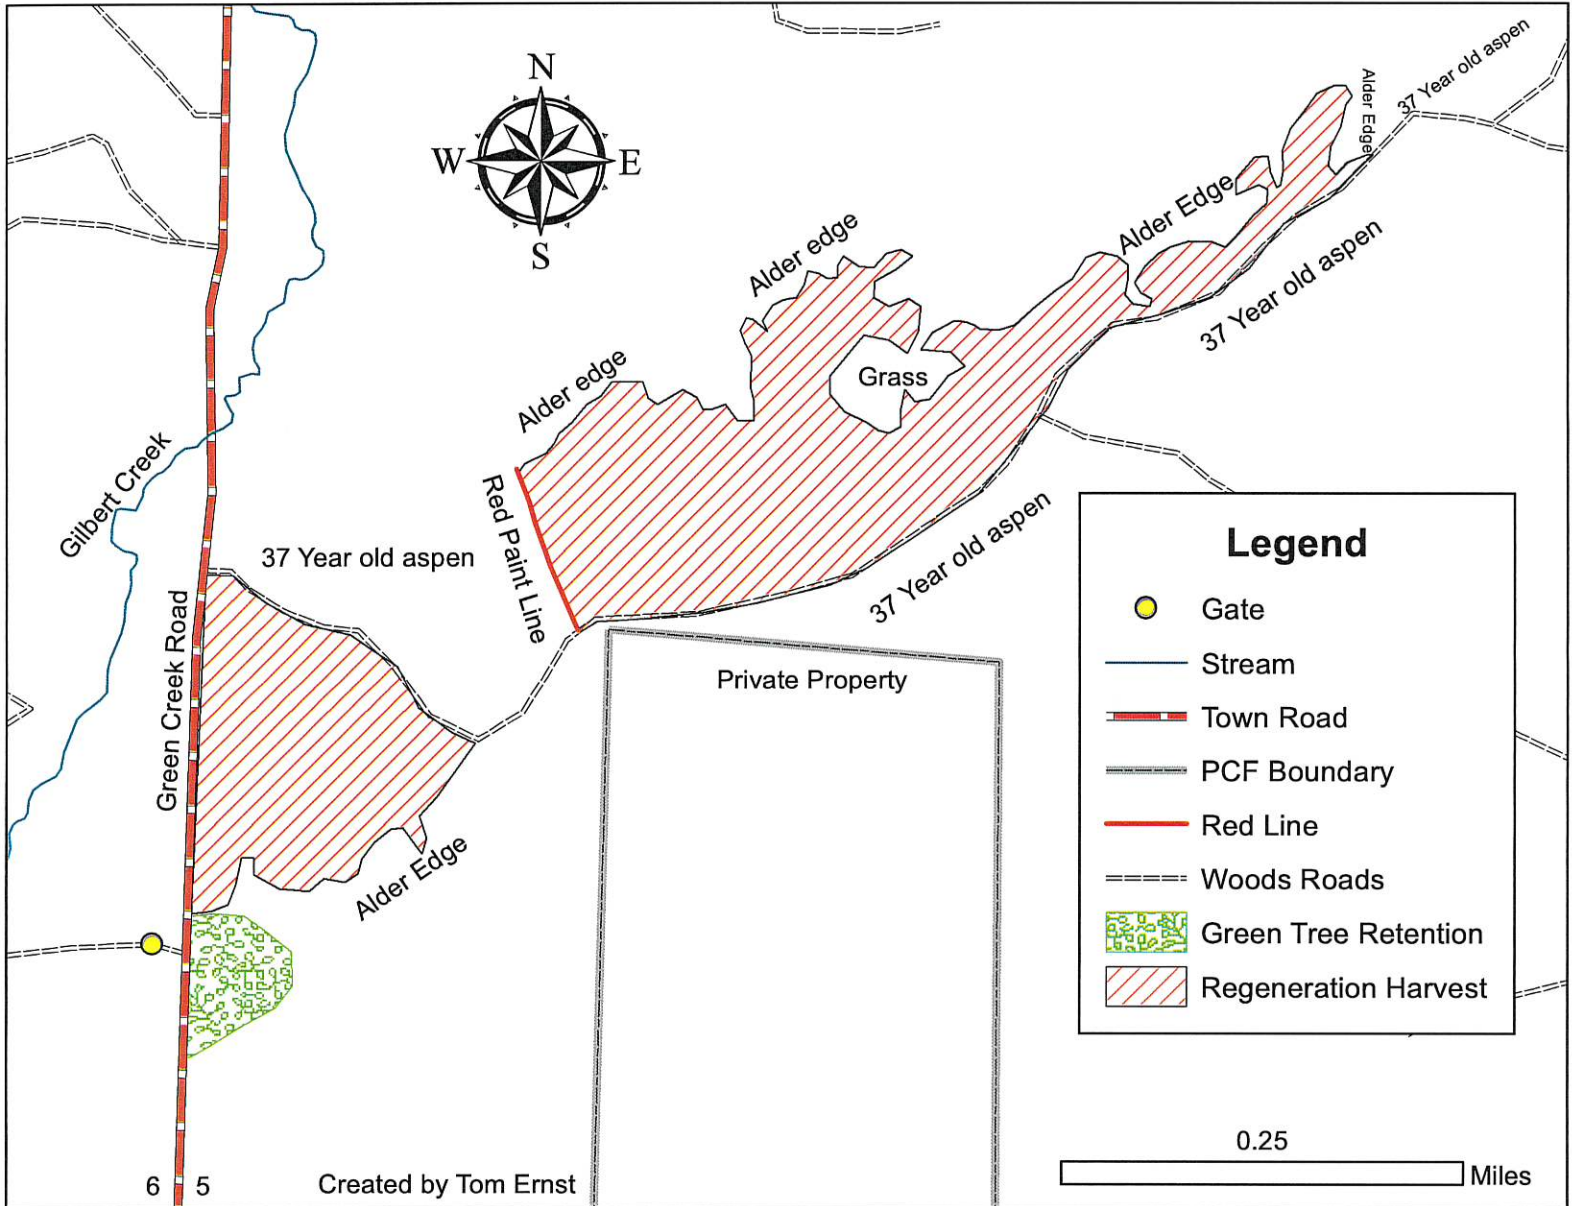 N
W
E
S
37 Year old aspen
Alder Edge
Alder Edge
Alder edge
37 Year old aspen
Alder edge
Grass
Gilbert Creek
Red Paint Line
37 Year old aspen
37 Year old aspen
Green Creek Road
Private Property
Alder Edge
Legend
Gate
Stream
Town Road
PCF Boundary
Red Line
Woods Roads
Green Tree Retention
Regeneration Harvest
0.25
Miles
6 5
Created by Tom Ernst